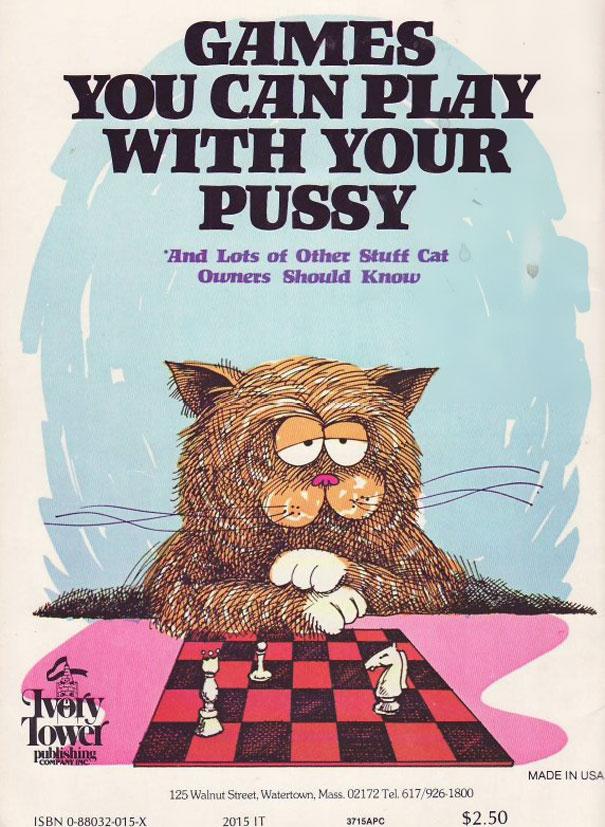 GAMES
YOU CAN PLAY
WITH YOUR
PUSSY
*And Lots of Other Stuff Cat
Owners Should Know
Ivory
Tower
publishing
COMPANY INC.
MADE IN USA
125 Walnut Street, Watertown, Mass. 02172 Tel. 617/926-1800
ISBN 0-88032-015-X 2015 IT 3715APC $2.50